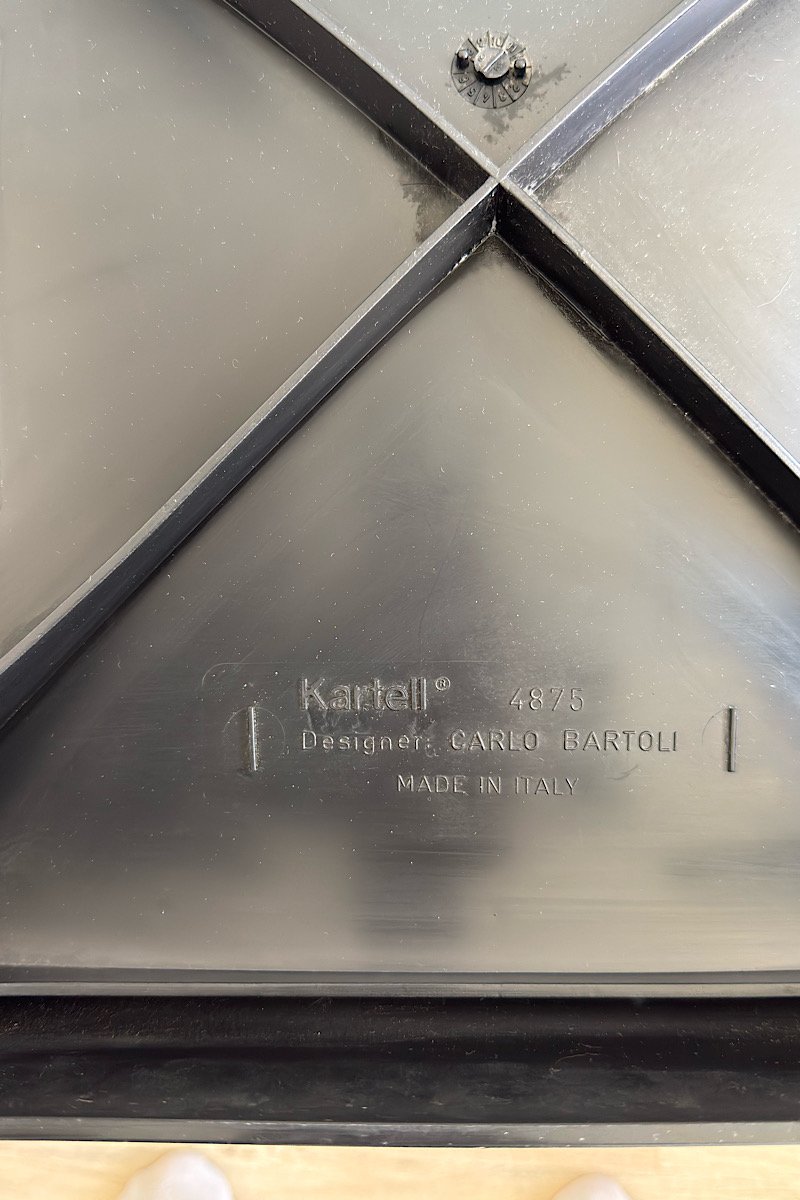 Kartell® 4875
Designer: CARLO BARTOLI
MADE IN ITALY